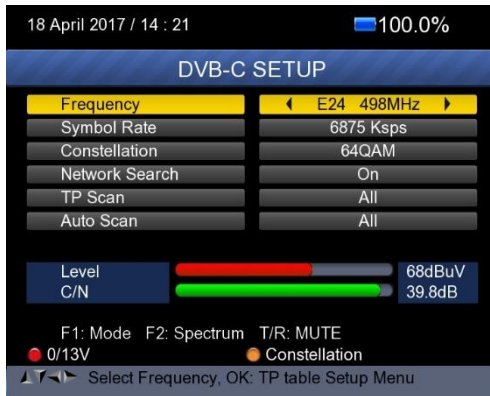 18 April 2017 / 14 : 21 100.0%
DVB-C SETUP
Frequency E24 498MHz
Symbol Rate 6875 Ksps
Constellation 64QAM
Network Search On
TP Scan All
Auto Scan All
Level 68dBuV
C/N 39.8dB
F1: Mode F2: Spectrum T/R: MUTE
0/13V Constellation
Select Frequency, OK: TP table Setup Menu